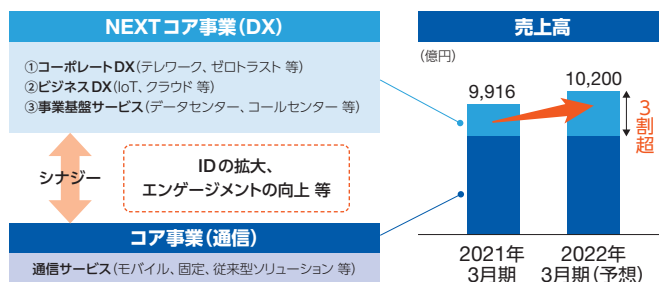 NEXTコア事業(DX)
①コーポレートDX(テレワーク、ゼロトラスト 等)
②ビジネスDX(IoT、クラウド 等)
③事業基盤サービス(データセンター、コールセンター 等)
シナジー
IDの拡大、
エンゲージメントの向上 等
コア事業(通信)
通信サービス(モバイル、固定、従来型ソリューション 等)
売上高
(億円)
9,916
10,200
3割超
2021年
3月期
2022年
3月期(予想)